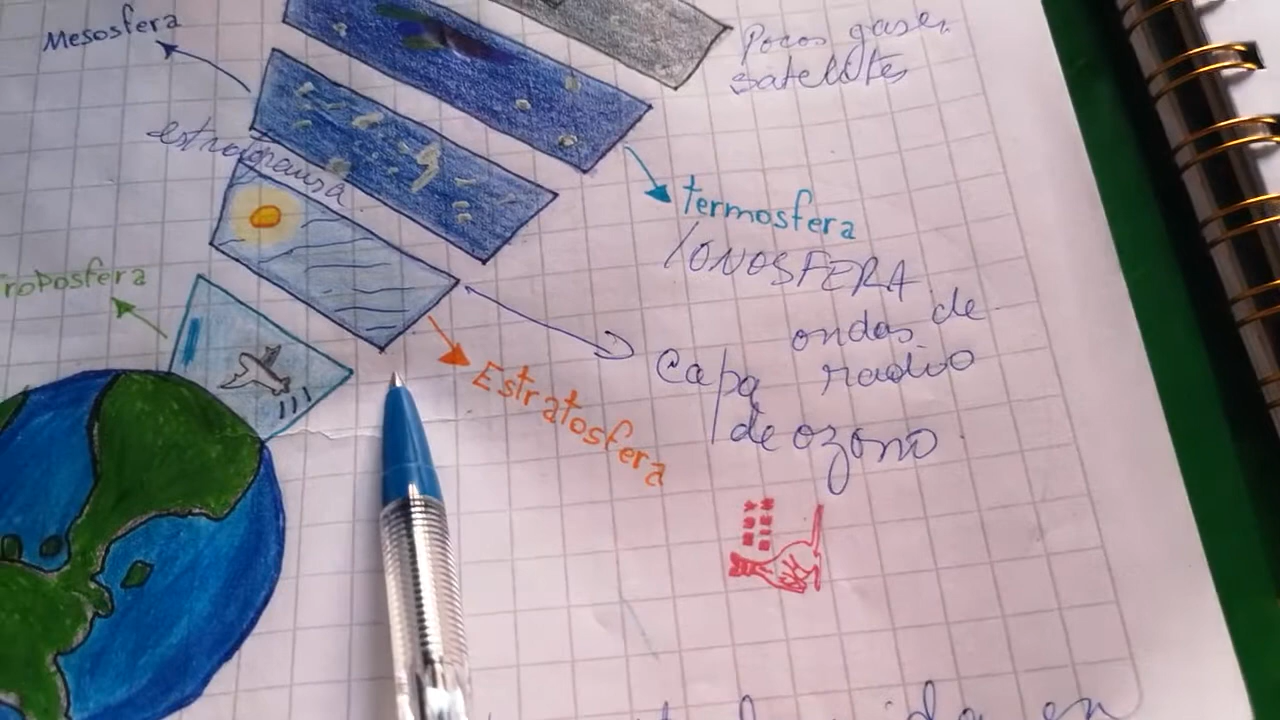 Mesosfera
Pocos gases
satelites
estratopausa
termosfera
IONOSFERA
Troposfera
ondas de
radio
Capa
de ozono
Estratosfera